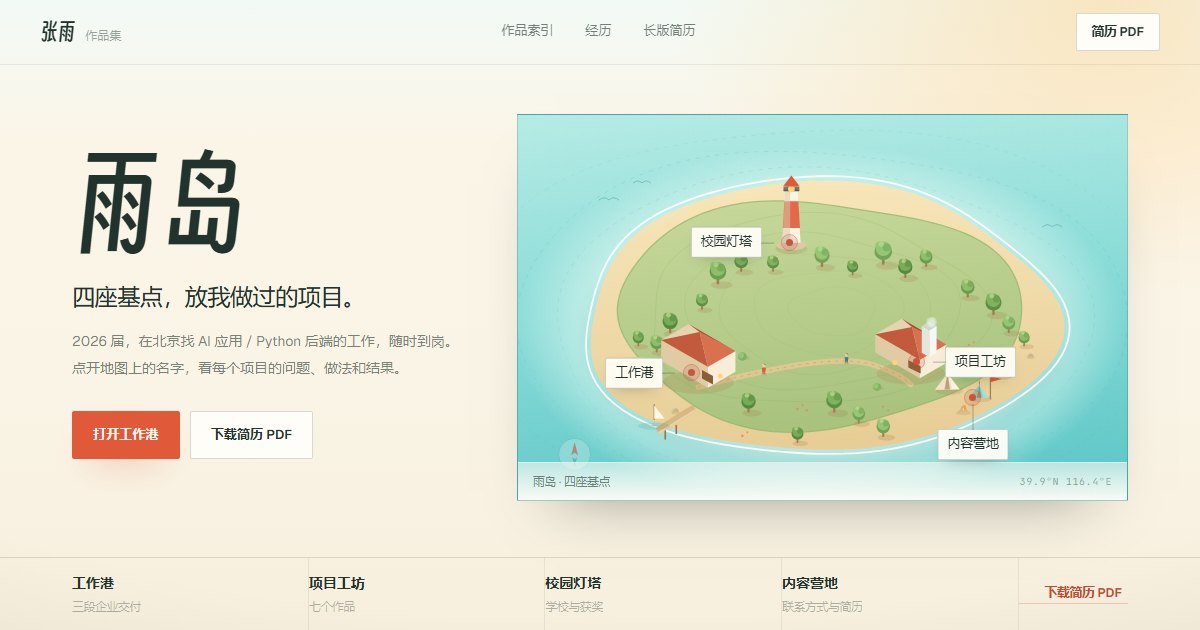 张雨 作品集
作品索引 经历 长版简历
简历 PDF
雨岛
四座基点，放我做过的项目。
2026 届，在北京找 AI 应用 / Python 后端的工作，随时到岗。
点开地图上的名字，看每个项目的问题、做法和结果。
打开工作港 下载简历 PDF
校园灯塔
工作港
项目工坊
内容营地
雨岛 · 四座基点
39.9°N 116.4°E
工作港
三段企业交付
项目工坊
七个作品
校园灯塔
学校与获奖
内容营地
联系方式与简历
下载简历 PDF